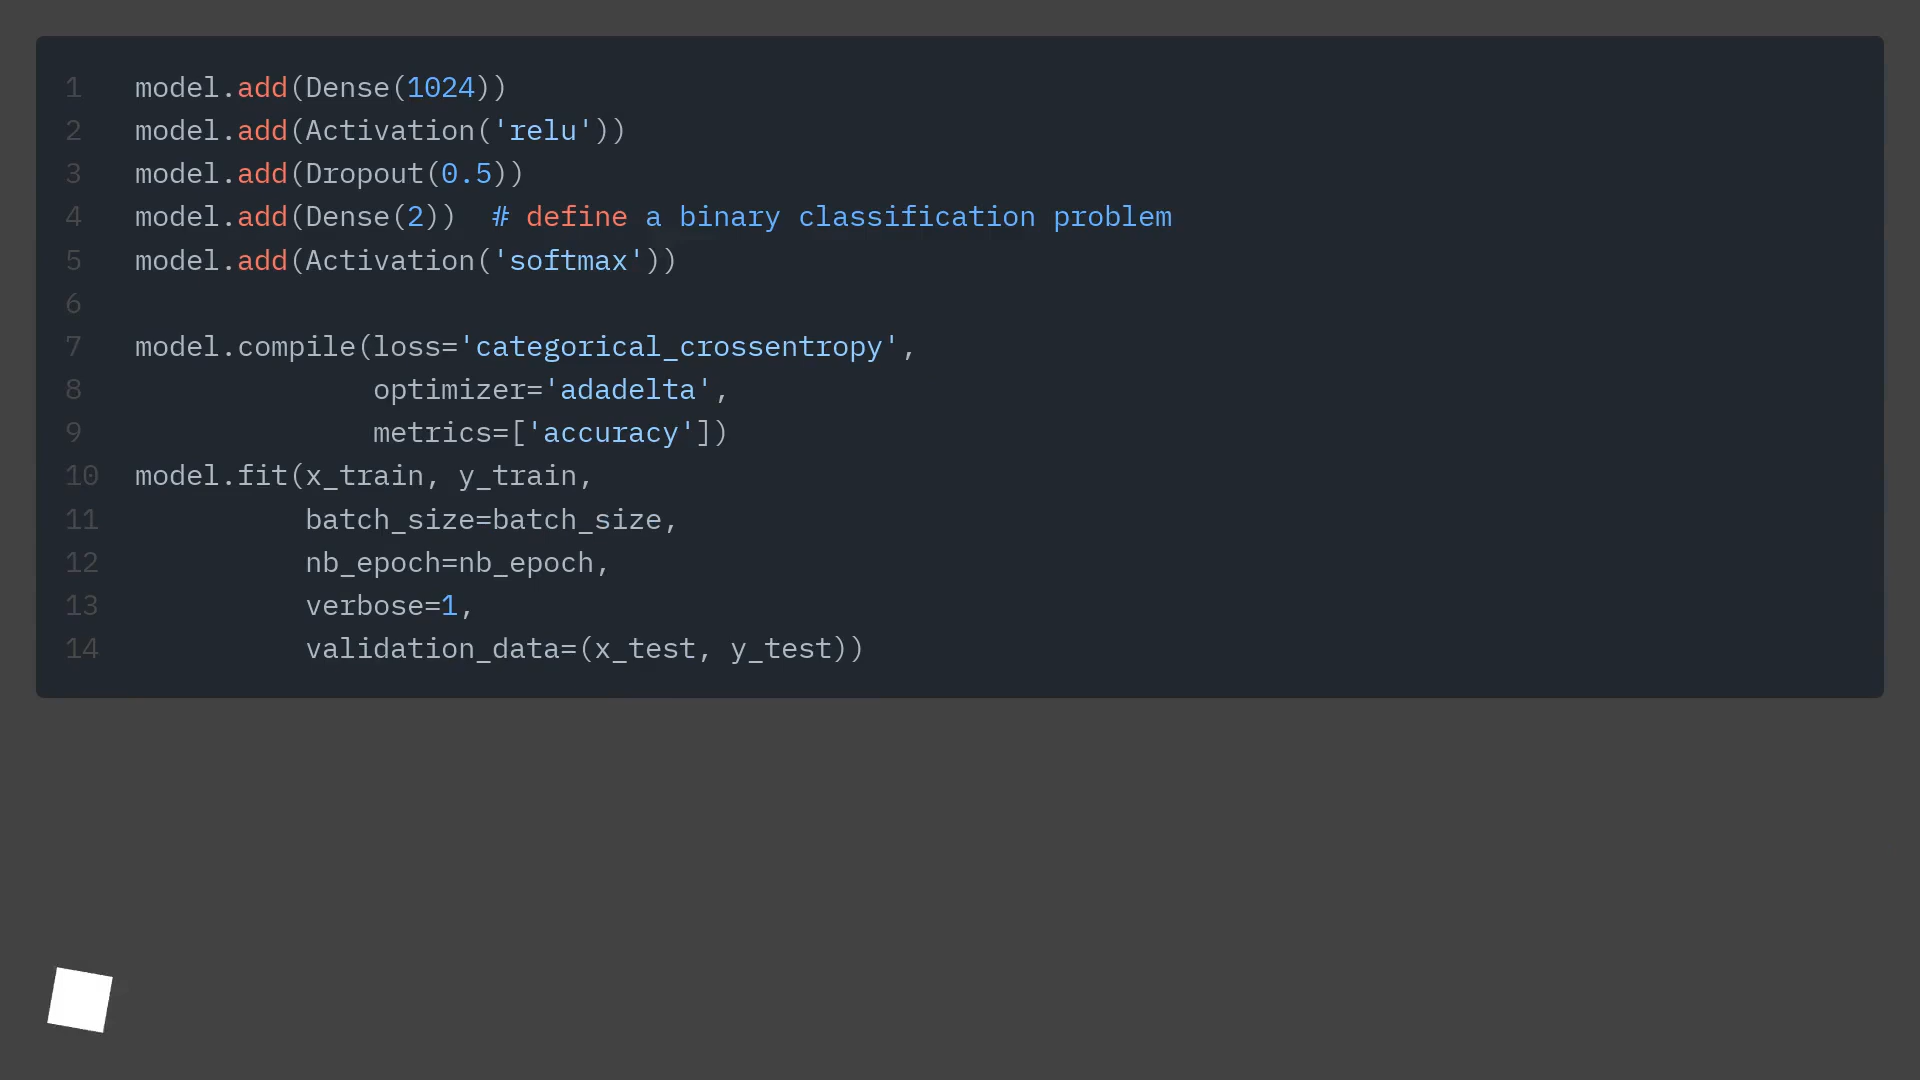 1 model.add(Dense(1024))
2 model.add(Activation('relu'))
3 model.add(Dropout(0.5))
4 model.add(Dense(2))  # define a binary classification problem
5 model.add(Activation('softmax'))
6
7 model.compile(loss='categorical_crossentropy',
8               optimizer='adadelta',
9               metrics=['accuracy'])
10 model.fit(x_train, y_train,
11           batch_size=batch_size,
12           nb_epoch=nb_epoch,
13           verbose=1,
14           validation_data=(x_test, y_test))